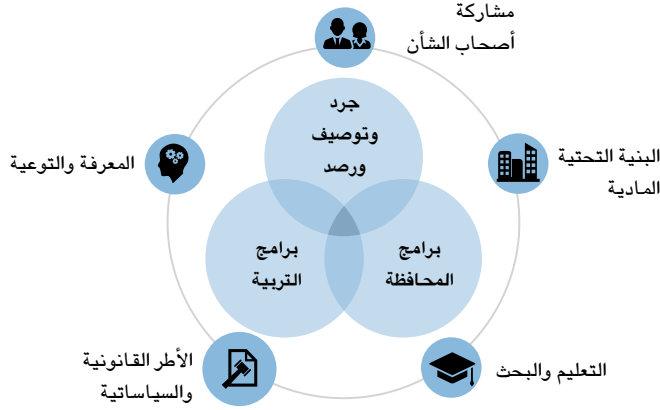 مشاركة
أصحاب الشأن
جرد
وتوصيف
ورصد
البنية التحتية
المادية
المعرفة والتوعية
برامج
المحافظة
برامج
التربية
الأطر القانونية
والسياساتية
التعليم والبحث